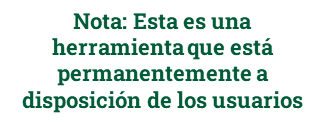 Nota: Esta es una
herramienta que está
permanentemente a
disposición de los usuarios